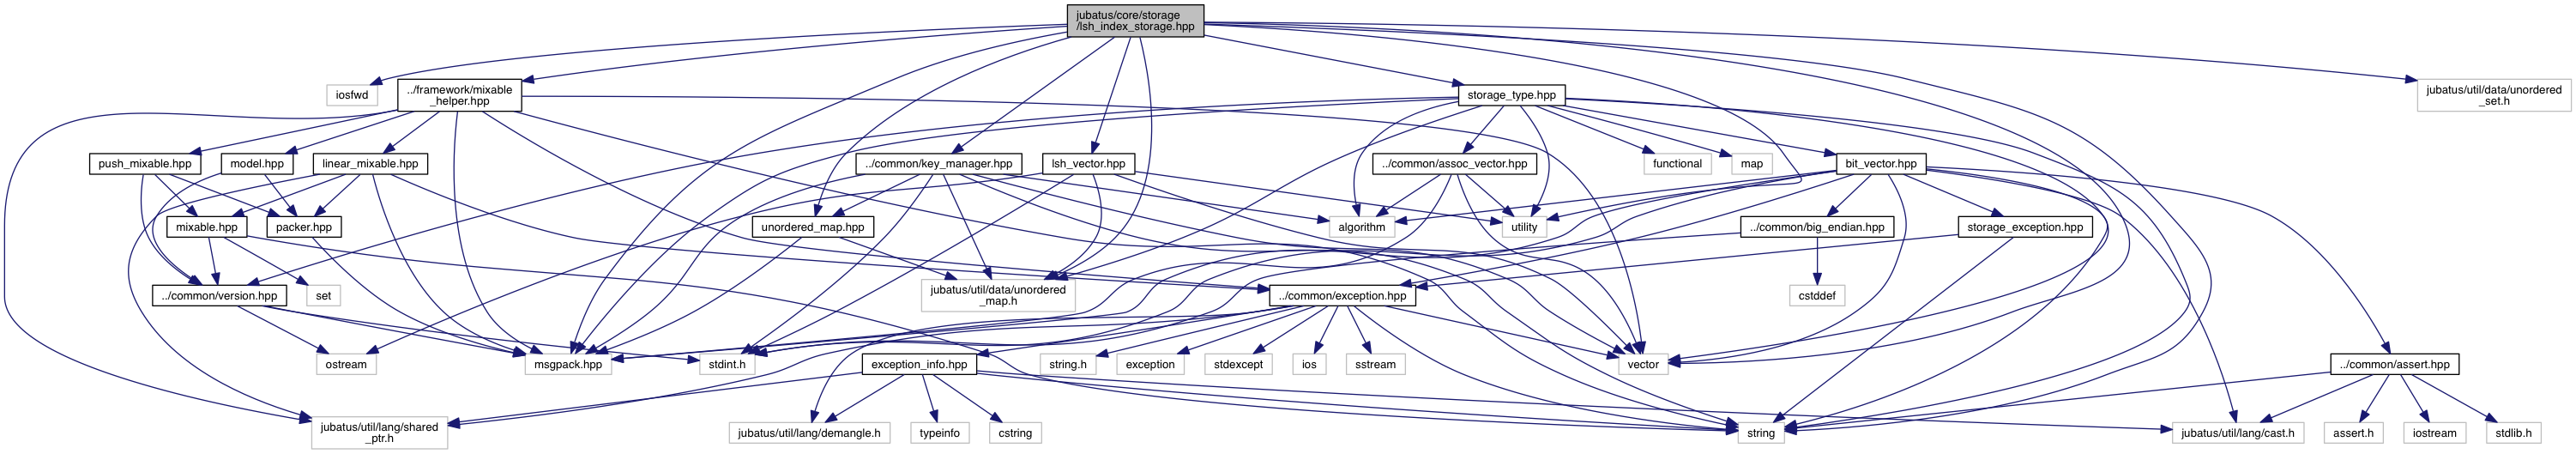 jubatus/core/storage
/lsh_index_storage.hpp
iosfwd
../framework/mixable
_helper.hpp
storage_type.hpp
jubatus/util/data/unordered
_set.h
push_mixable.hpp
model.hpp
linear_mixable.hpp
../common/key_manager.hpp
lsh_vector.hpp
../common/assoc_vector.hpp
functional
map
bit_vector.hpp
mixable.hpp
packer.hpp
unordered_map.hpp
algorithm
utility
../common/big_endian.hpp
storage_exception.hpp
../common/version.hpp
set
jubatus/util/data/unordered
_map.h
../common/exception.hpp
cstddef
ostream
msgpack.hpp
stdint.h
exception_info.hpp
string.h
exception
stdexcept
ios
sstream
vector
../common/assert.hpp
jubatus/util/lang/shared
_ptr.h
jubatus/util/lang/demangle.h
typeinfo
cstring
string
jubatus/util/lang/cast.h
assert.h
iostream
stdlib.h